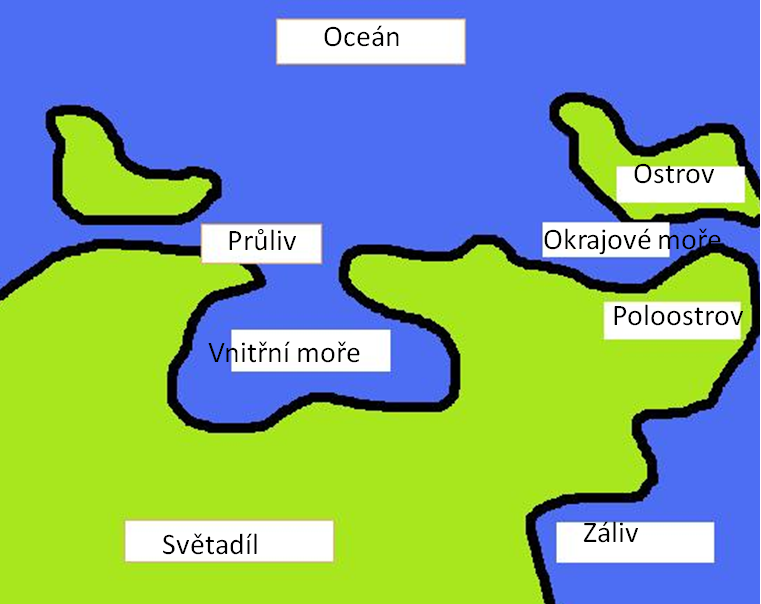 Oceán
Ostrov
Průliv
Okrajové moře
Poloostrov
Vnitřní moře
Světadíl
Záliv